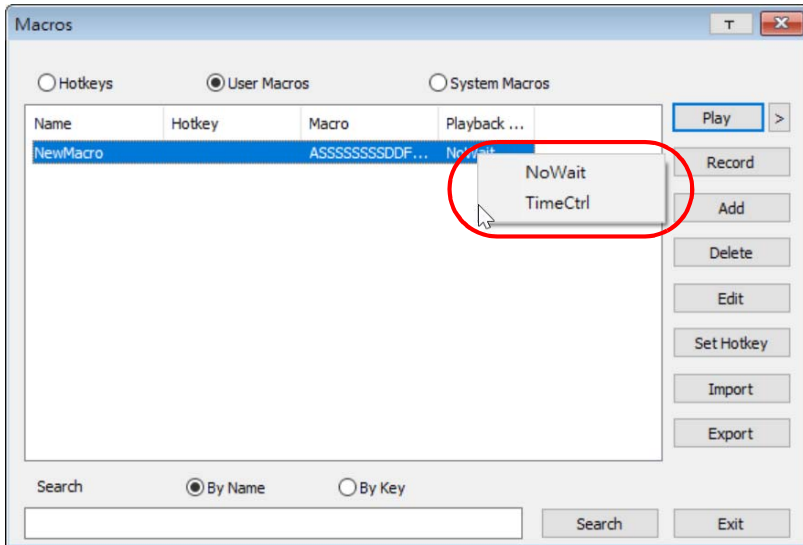 Macros
T
Hotkeys User Macros System Macros
Name Hotkey Macro Playback ...
NewMacro ASSSSSSSSDDF... NoWait
NoWait
TimeCtrl
Play >
Record
Add
Delete
Edit
Set Hotkey
Import
Export
Search By Name By Key
Search Exit